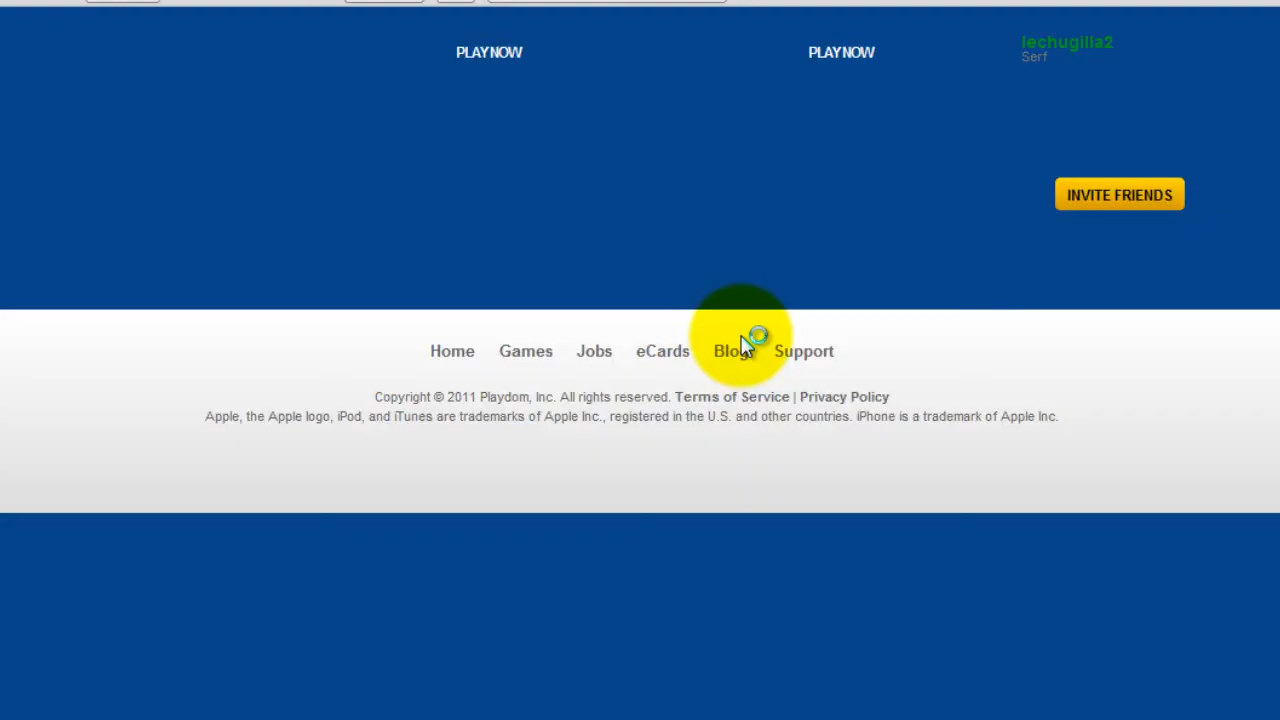 PLAY NOW PLAY NOW lechugilla2
Serf
INVITE FRIENDS
Home Games Jobs eCards Blog Support
Copyright © 2011 Playdom, Inc. All rights reserved. Terms of Service | Privacy Policy
Apple, the Apple logo, iPod, and iTunes are trademarks of Apple Inc., registered in the U.S. and other countries. iPhone is a trademark of Apple Inc.